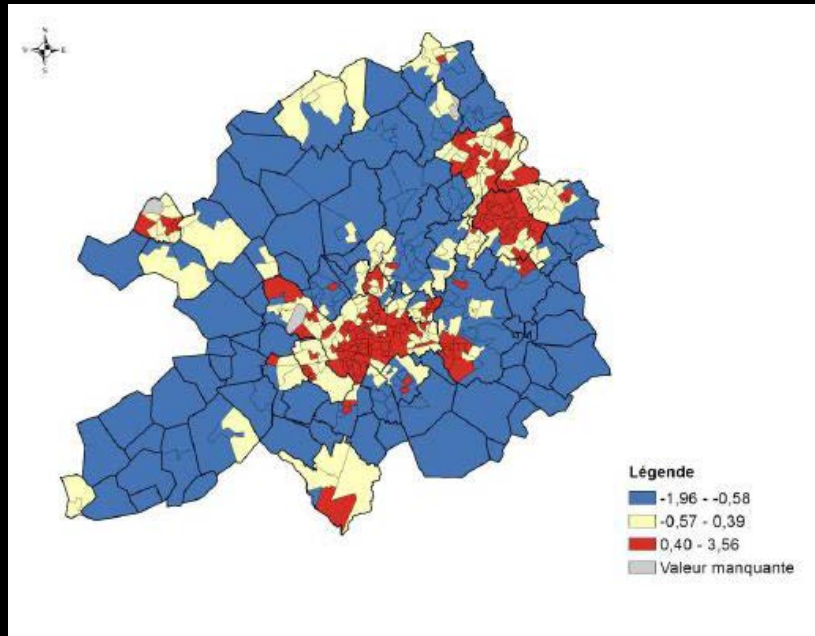 N
E
S
Légende
-1,96 - -0,58
-0,57 - 0,39
0,40 - 3,56
Valeur manquante